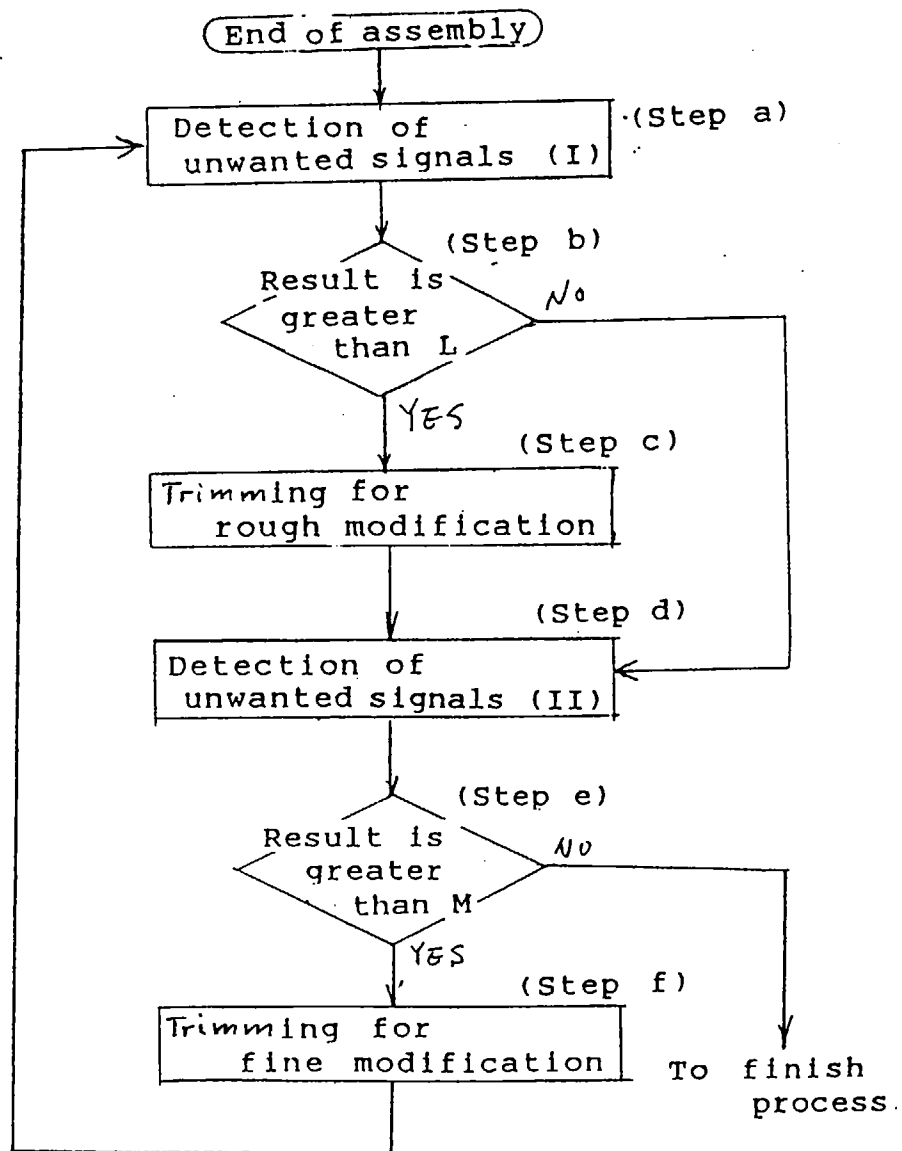 End of assembly
(Step a)
Detection of
unwanted signals (I)
(Step b)
Result is
greater
than L
No
YES
(Step c)
Trimming for
rough modification
(Step d)
Detection of
unwanted signals (II)
(Step e)
Result is
greater
than M
NO
YES
(Step f)
Trimming for
fine modification
To finish
process.